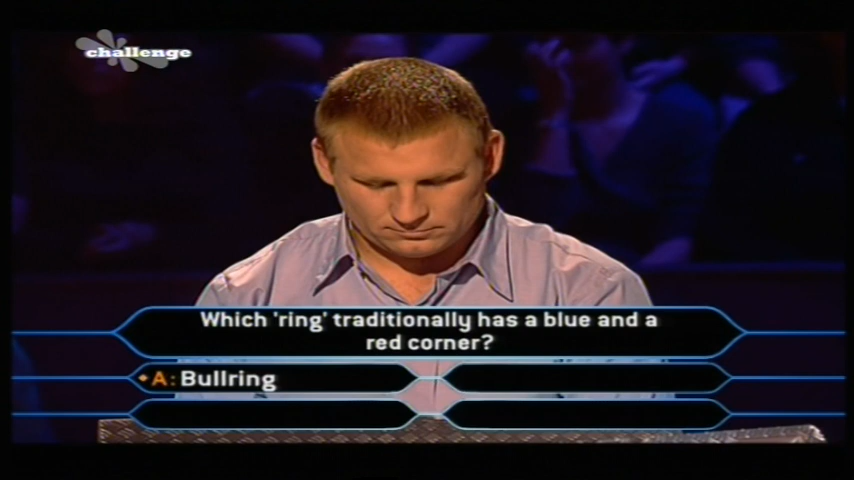 challenge
Which 'ring' traditionally has a blue and a
red corner?
A: Bullring